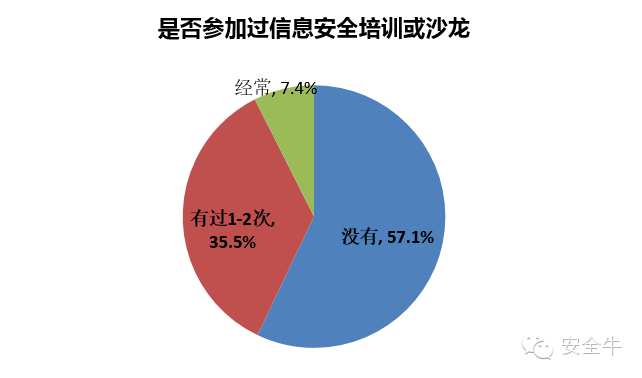 是否参加过信息安全培训或沙龙
经常, 7.4%
有过1-2次,
35.5%
没有, 57.1%
安全牛